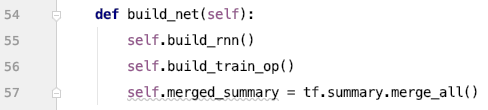 54 def build_net(self):
55 self.build_rnn()
56 self.build_train_op()
57 self.merged_summary = tf.summary.merge_all()